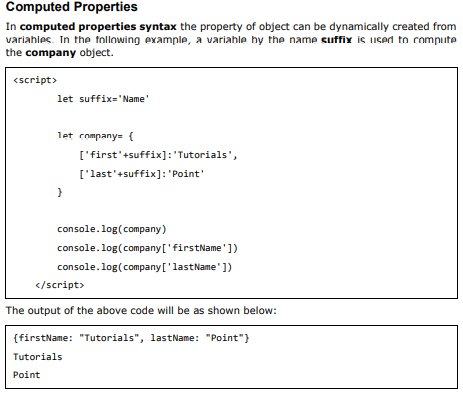 Computed Properties
In computed properties syntax the property of object can be dynamically created from
variables. In the following example, a variable by the name suffix is used to compute
the company object.
<script>
let suffix='Name'
let company= {
['first'+suffix]:'Tutorials',
['last'+suffix]:'Point'
}
console.log(company)
console.log(company['firstName'])
console.log(company['lastName'])
</script>
The output of the above code will be as shown below:
{firstName: "Tutorials", lastName: "Point"}
Tutorials
Point